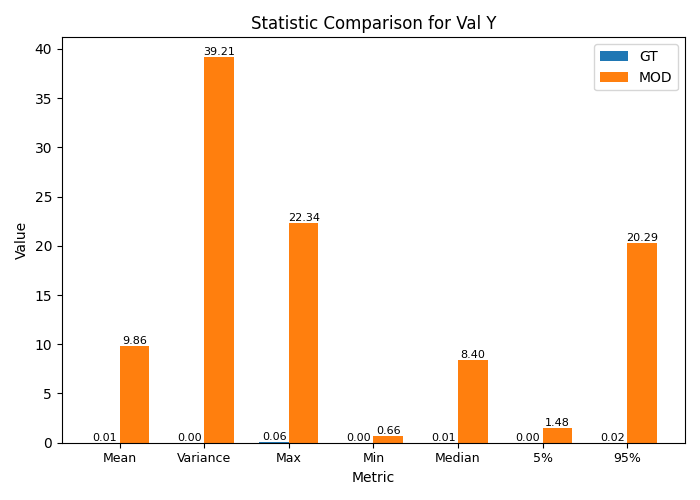 Statistic Comparison for Val Y
GT
MOD
Value
40
35
30
25
20
15
10
5
0
0.01
9.86
0.00
39.21
0.06
22.34
0.00
0.66
0.01
8.40
0.00
1.48
0.02
20.29
Mean
Variance
Max
Min
Median
5%
95%
Metric